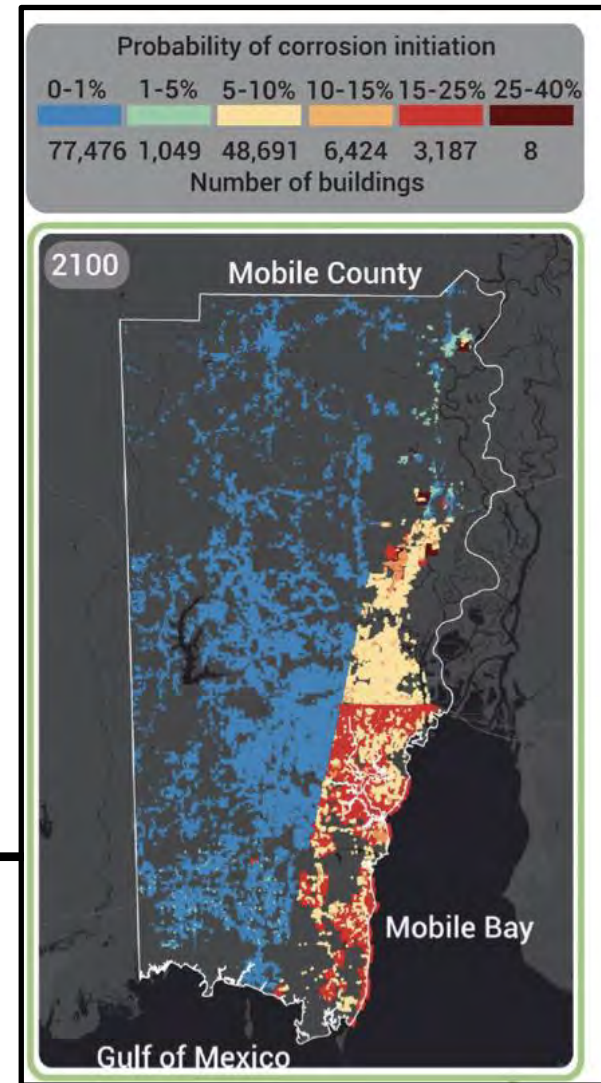 Probability of corrosion initiation
0-1% 1-5% 5-10% 10-15% 15-25% 25-40%
77,476 1,049 48,691 6,424 3,187 8
Number of buildings
2100
Mobile County
Mobile Bay
Gulf of Mexico